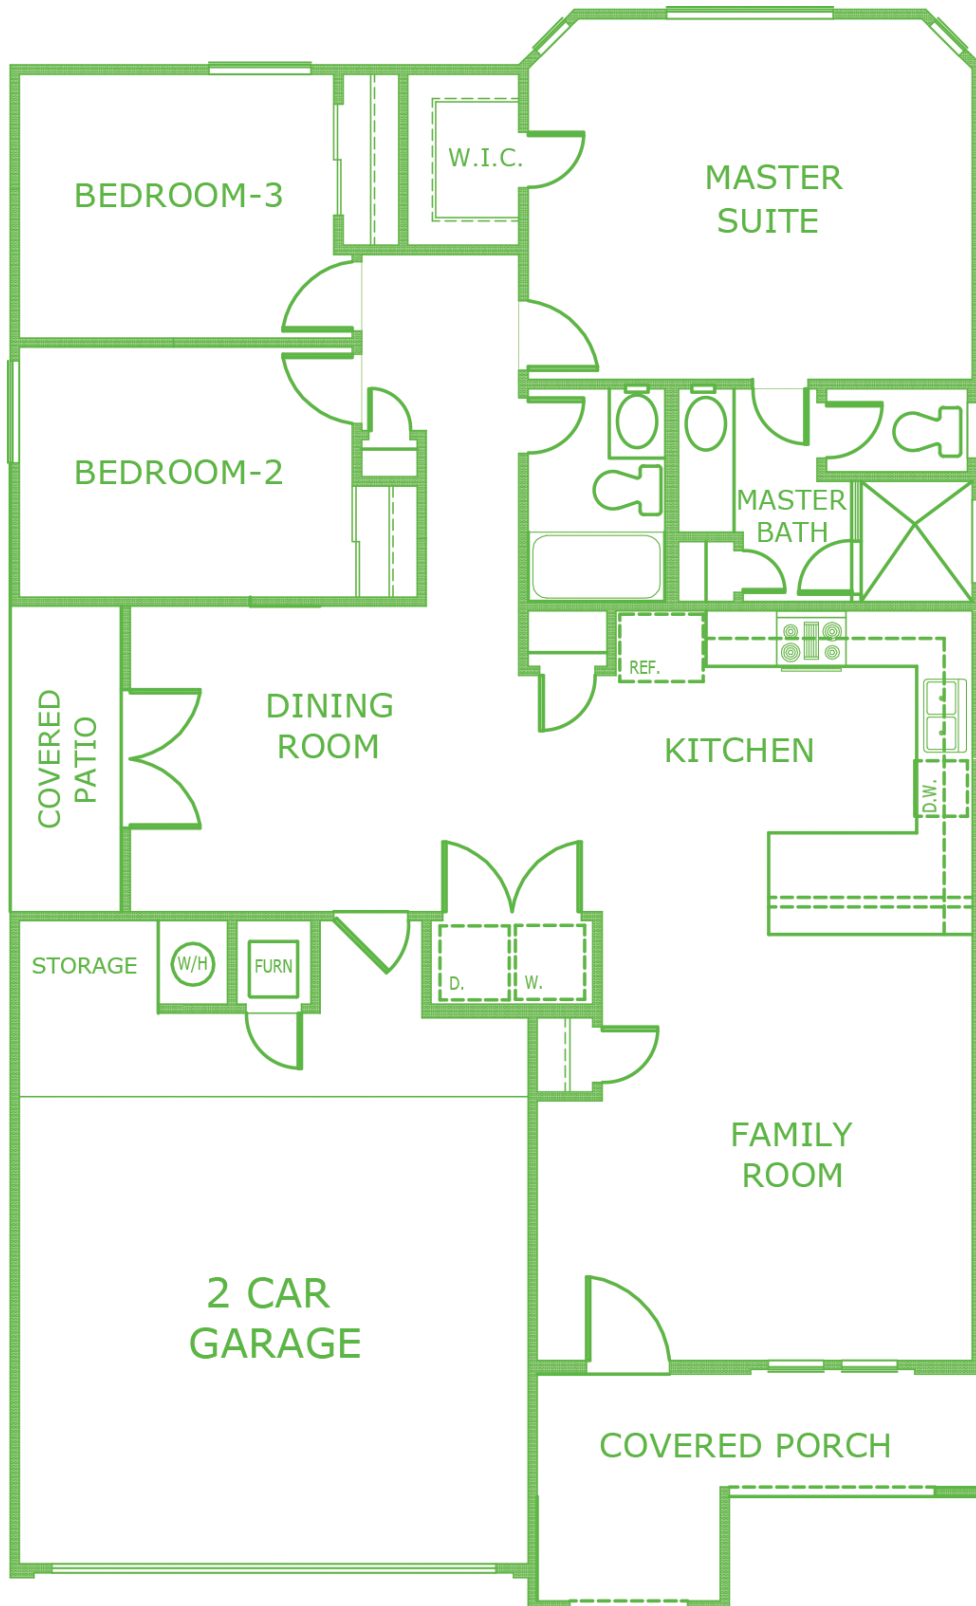 W.I.C.
BEDROOM-3
MASTER
SUITE
BEDROOM-2
MASTER
BATH
REF.
COVERED
PATIO
DINING
ROOM
KITCHEN
D.W.
STORAGE
W/H
FURN
D.
W.
FAMILY
ROOM
2 CAR
GARAGE
COVERED PORCH